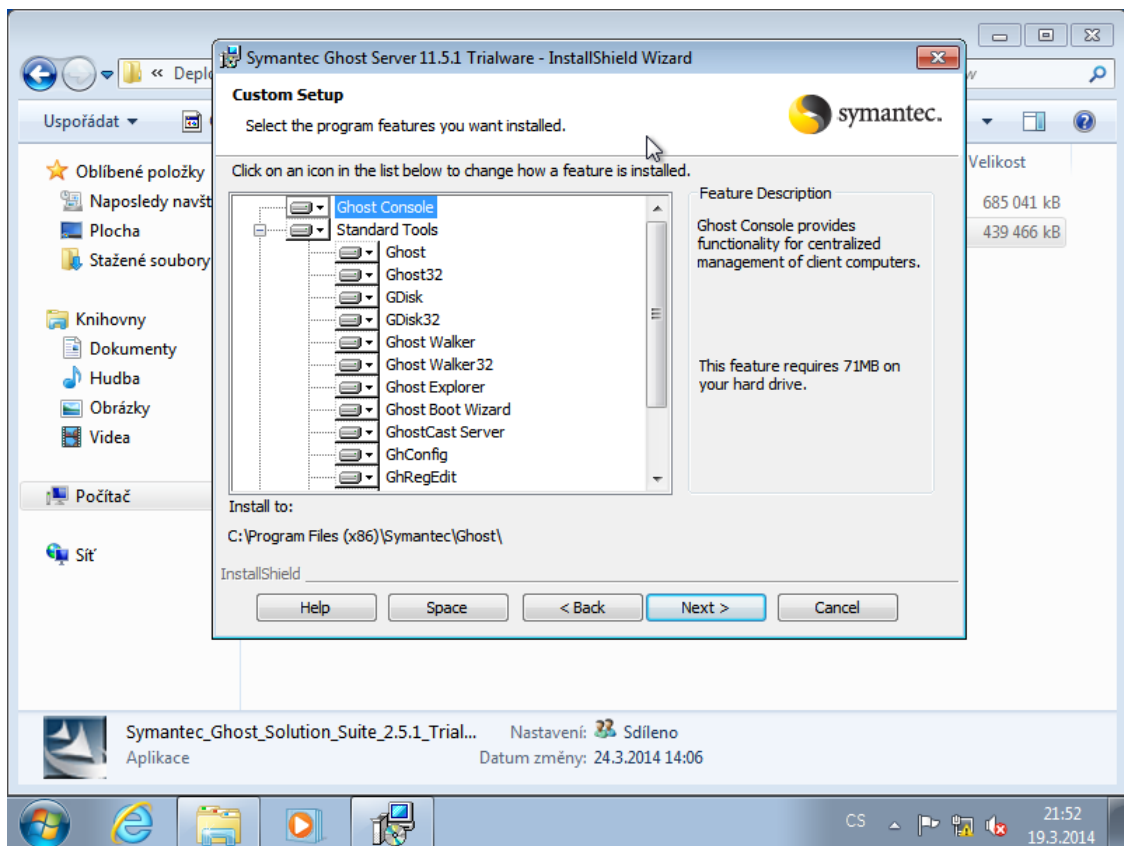 Symantec Ghost Server 11.5.1 Trialware - InstallShield Wizard
Custom Setup
Select the program features you want installed.
symantec.
Click on an icon in the list below to change how a feature is installed.
Ghost Console
Standard Tools
Ghost
Ghost32
GDisk
GDisk32
Ghost Walker
Ghost Walker32
Ghost Explorer
Ghost Boot Wizard
GhostCast Server
GhConfig
GhRegEdit
Feature Description
Ghost Console provides
functionality for centralized
management of client computers.
This feature requires 71MB on
your hard drive.
Install to:
C:\Program Files (x86)\Symantec\Ghost\
InstallShield
Help
Space
< Back
Next >
Cancel
« Deplo
Uspořádat
Velikost
685 041 kB
439 466 kB
Oblíbené položky
Naposledy navšt
Plocha
Stažené soubory
Knihovny
Dokumenty
Hudba
Obrázky
Videa
Počítač
Síť
Symantec_Ghost_Solution_Suite_2.5.1_Trial... Nastavení: Sdíleno
Aplikace Datum změny: 24.3.2014 14:06
CS
21:52
19.3.2014